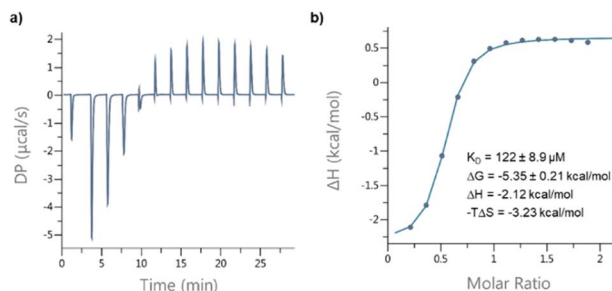 a)
DP (µcal/s)
2
1
0
-1
-2
-3
-4
-5
0
5
10
15
20
25
Time (min)
b)
ΔH (kcal/mol)
0.5
0
-0.5
-1
-1.5
-2
K_D = 122 ± 8.9 µM
ΔG = -5.35± 0.21 kcal/mol
ΔH = -2.12 kcal/mol
-TΔS = -3.23 kcal/mol
0
0.5
1
1.5
2
Molar Ratio